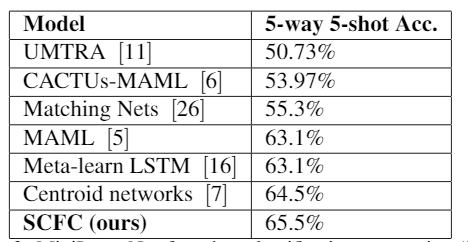 Model 5-way 5-shot Acc.
UMTRA [11] 50.73%
CACTUs-MAML [6] 53.97%
Matching Nets [26] 55.3%
MAML [5] 63.1%
Meta-learn LSTM [16] 63.1%
Centroid networks [7] 64.5%
SCFC (ours) 65.5%